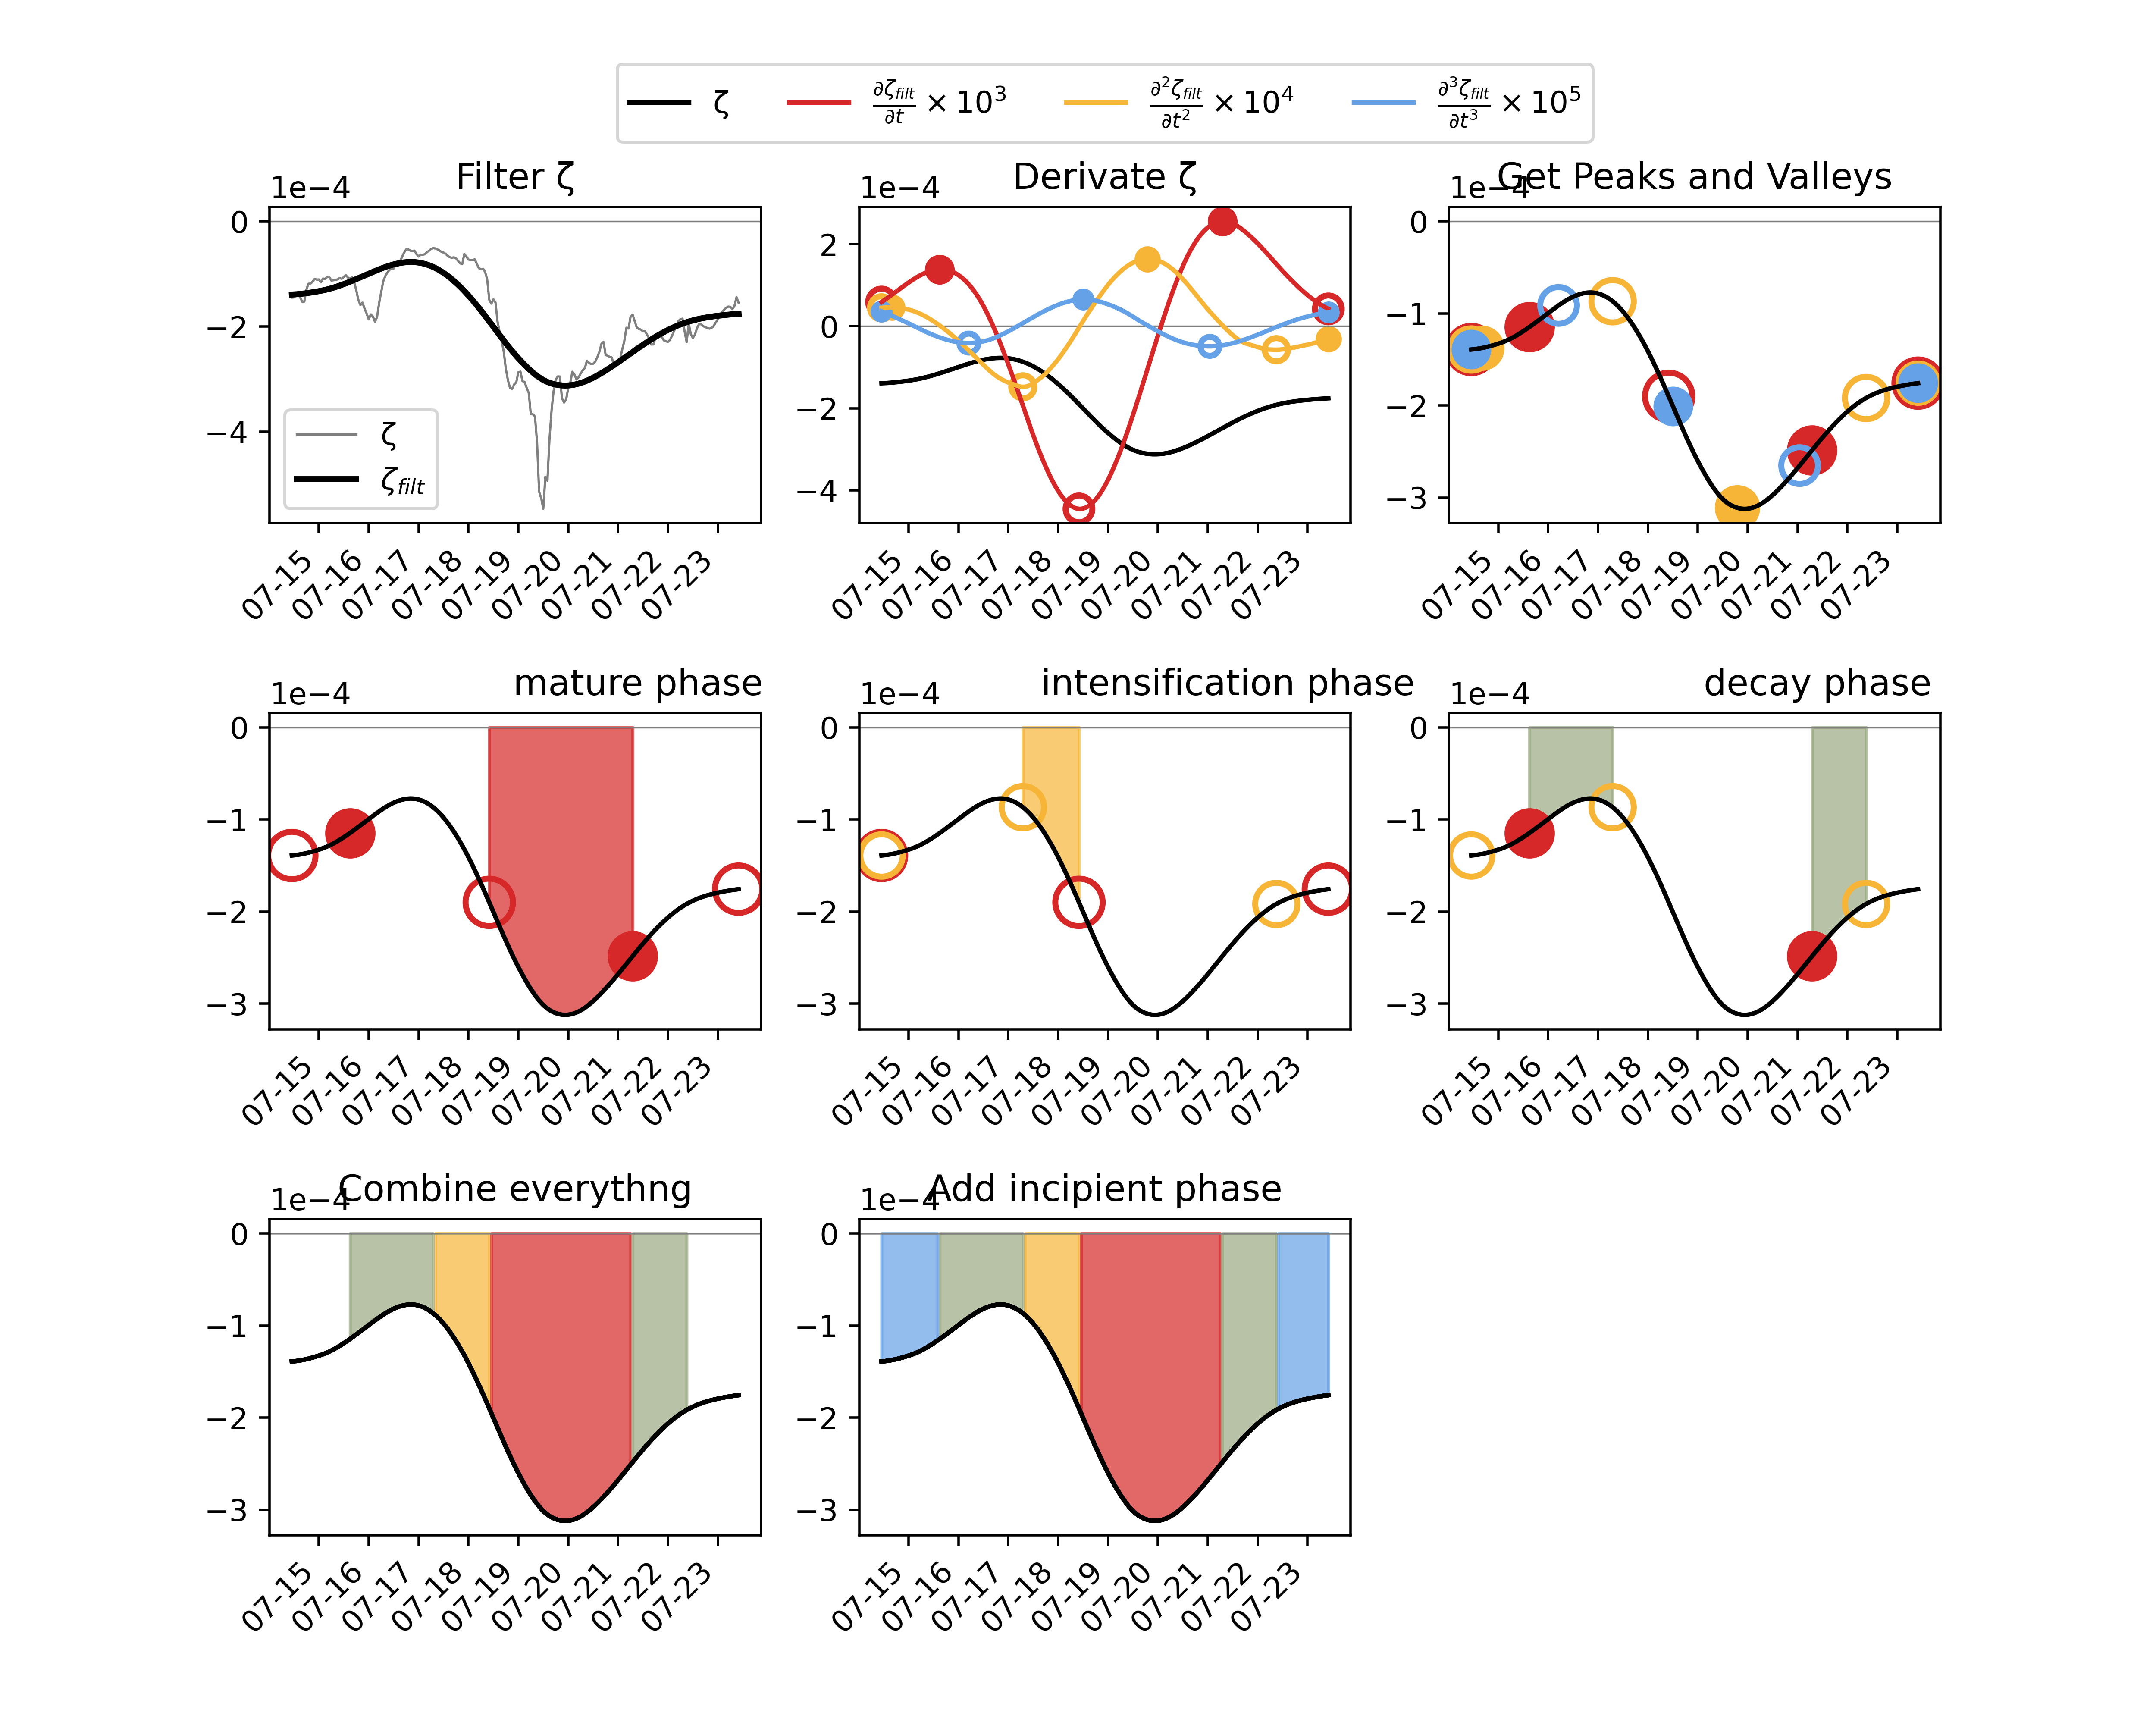 ζ ∂ζfilt/∂t × 10³ ∂²ζfilt/∂t² × 10⁴ ∂³ζfilt/∂t³ × 10⁵
Filter ζ
1e−4
0
−2
−4
ζ
ζfilt
07-15 07-16 07-17 07-18 07-19 07-20 07-21 07-22 07-23
Derivate ζ
1e−4
2
0
−2
−4
07-15 07-16 07-17 07-18 07-19 07-20 07-21 07-22 07-23
Get Peaks and Valleys
1e−4
0
−1
−2
−3
07-15 07-16 07-17 07-18 07-19 07-20 07-21 07-22 07-23
mature phase
1e−4
0
−1
−2
−3
07-15 07-16 07-17 07-18 07-19 07-20 07-21 07-22 07-23
intensification phase
1e−4
0
−1
−2
−3
07-15 07-16 07-17 07-18 07-19 07-20 07-21 07-22 07-23
decay phase
1e−4
0
−1
−2
−3
07-15 07-16 07-17 07-18 07-19 07-20 07-21 07-22 07-23
Combine everythng
1e−4
0
−1
−2
−3
07-15 07-16 07-17 07-18 07-19 07-20 07-21 07-22 07-23
Add incipient phase
1e−4
0
−1
−2
−3
07-15 07-16 07-17 07-18 07-19 07-20 07-21 07-22 07-23